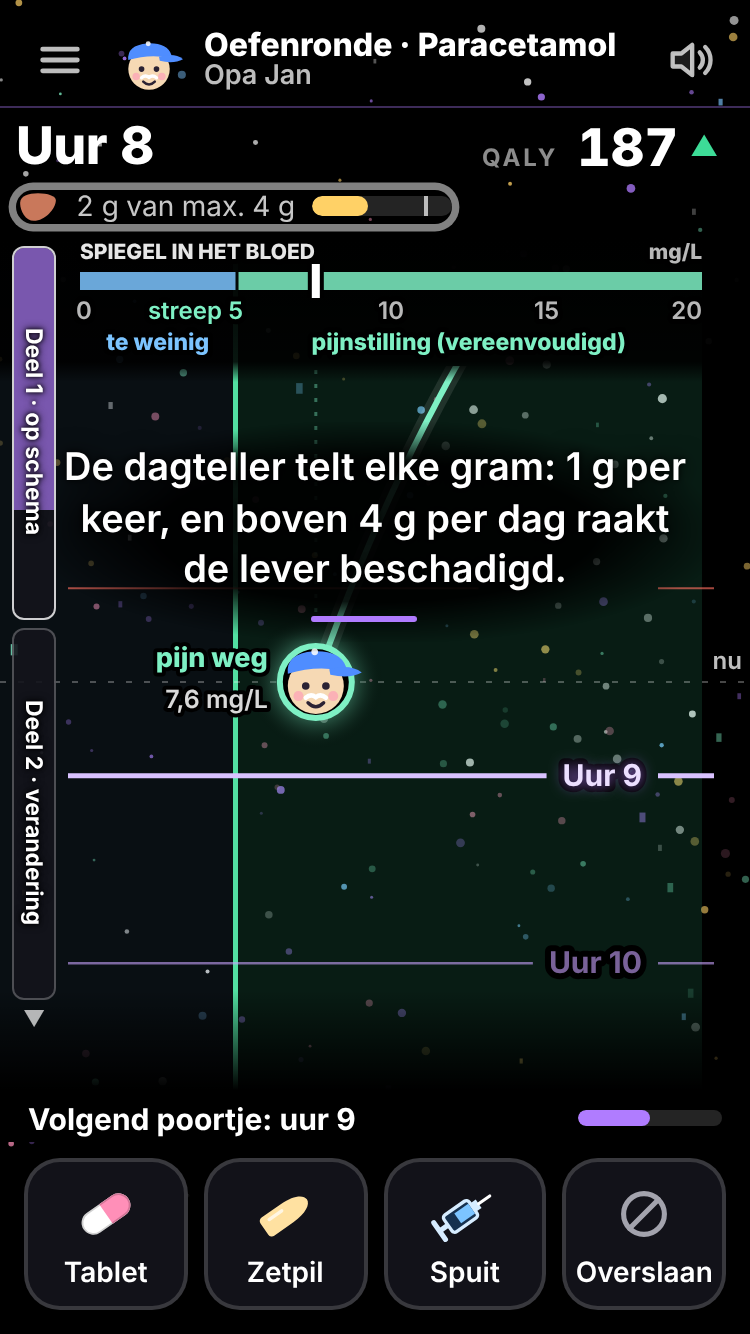 Oefenronde · Paracetamol
Opa Jan
Uur 8
QALY 187
2 g van max. 4 g
SPIEGEL IN HET BLOED
mg/L
0
streep 5
10
15
20
te weinig
pijnstilling (vereenvoudigd)
Deel 1 · op schema
De dagteller telt elke gram: 1 g per
keer, en boven 4 g per dag raakt
de lever beschadigd.
pijn weg
7,6 mg/L
nu
Deel 2 · verandering
Uur 9
Uur 10
Volgend poortje: uur 9
Tablet
Zetpil
Spuit
Overslaan